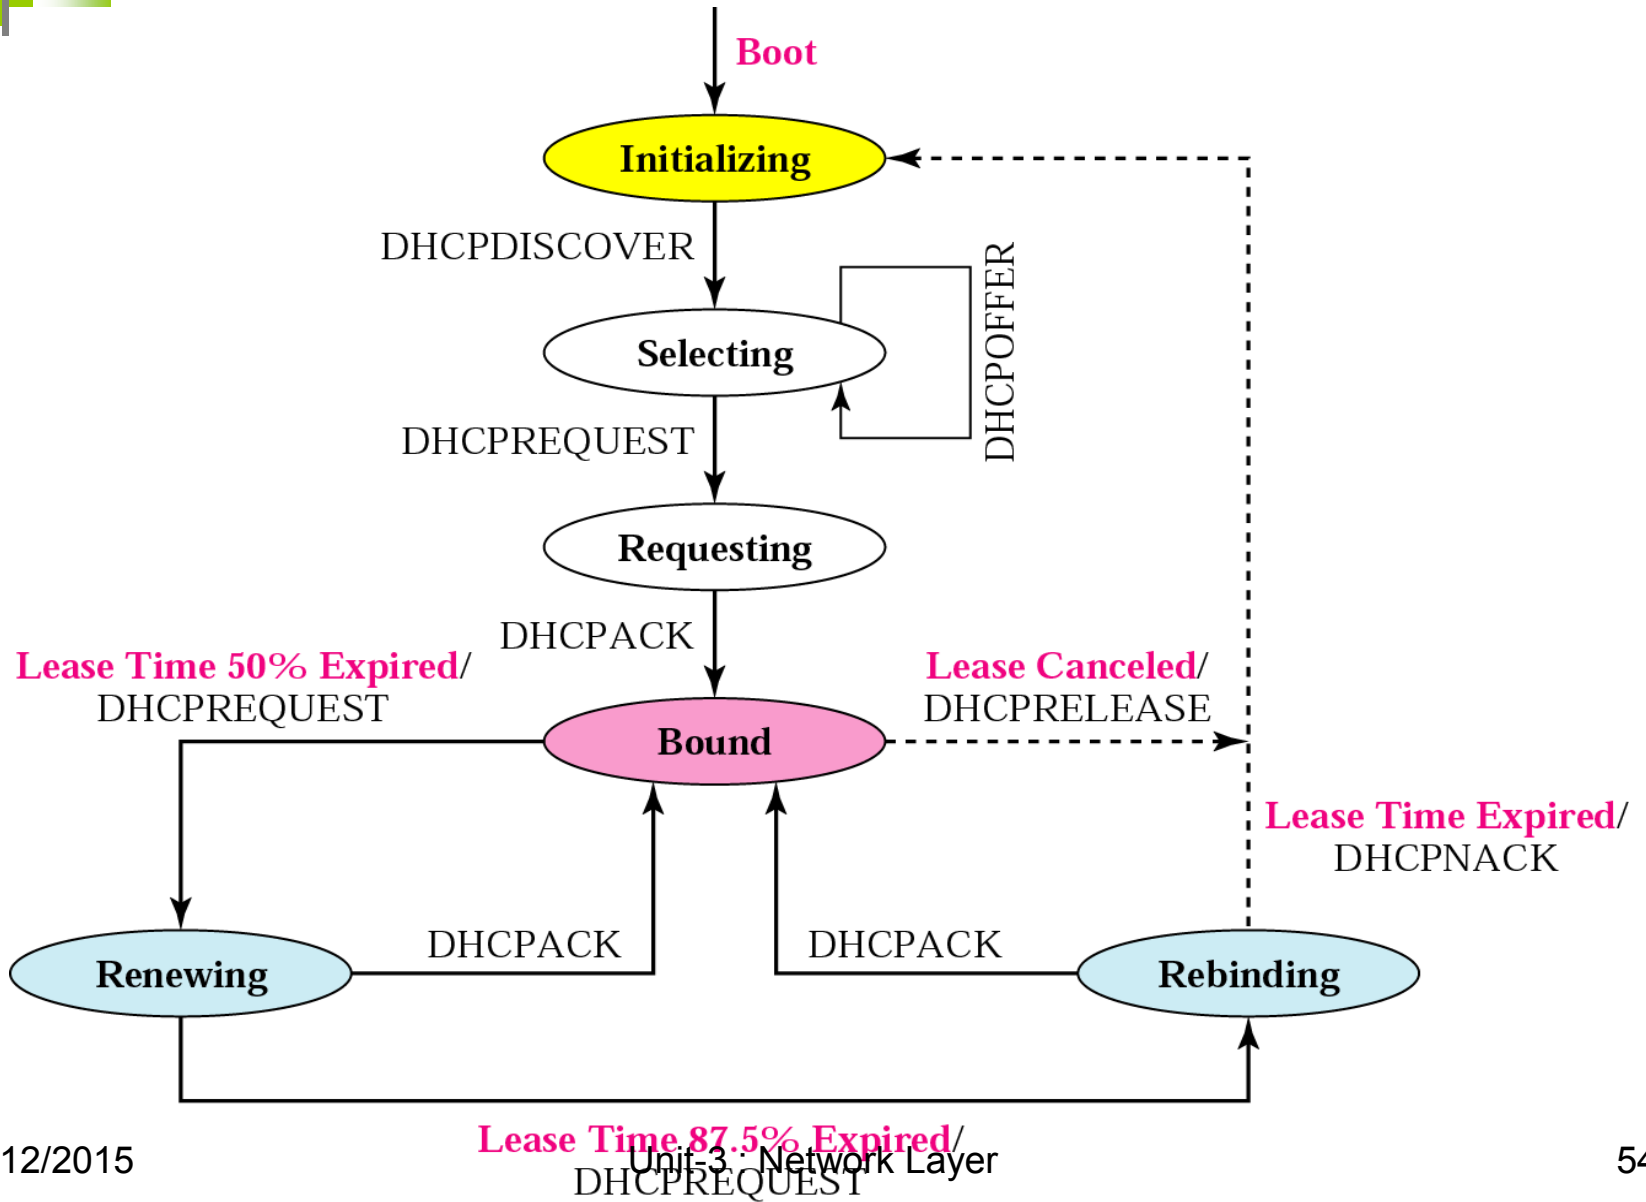 Boot
Initializing
DHCPDISCOVER
DHCPOFFER
Selecting
DHCPREQUEST
Requesting
DHCPACK
Lease Time 50% Expired/
DHCPREQUEST
Lease Canceled/
DHCPRELEASE
Bound
Lease Time Expired/
DHCPNACK
DHCPACK
DHCPACK
Renewing
Rebinding
Lease Time 87.5% Expired/
DHCPREQUEST
12/2015
Unit-3 : Network Layer
54